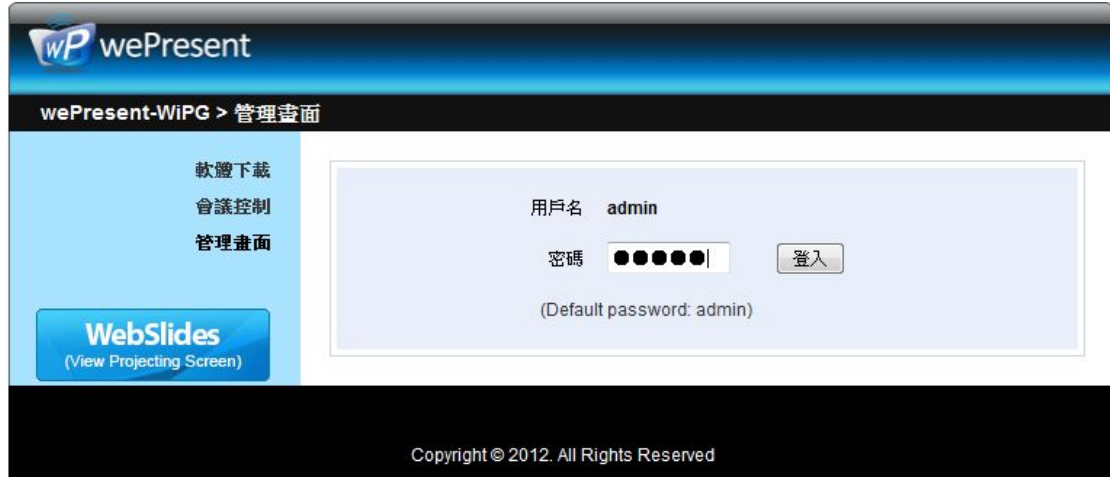 wP wePresent
wePresent-WiPG > 管理畫面
軟體下載
會議控制
管理畫面
WebSlides
(View Projecting Screen)
用戶名 admin
密碼 ●●●●● 登入
(Default password: admin)
Copyright © 2012. All Rights Reserved